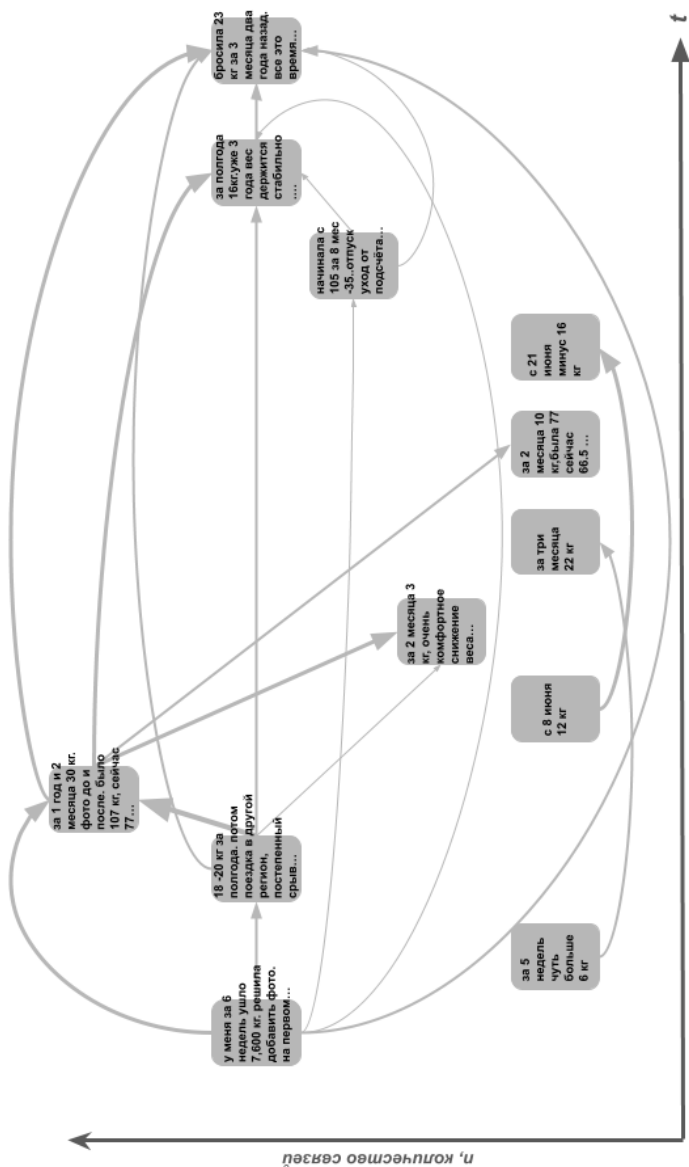 за 1 год и 2
месяца 30 кг.
фото до и
после. было
107 кг, сейчас
77…
у меня за 6
недель ушло
7,600 кг. решила
добавить фото.
на первом…
18 -20 кг за
полгода. потом
поездка в другой
регион,
постепенный
срыв…
за полгода
16кг.уже 3
года вес
держится
стабильно
….
бросила 23
кг за 3
месяца два
года назад.
все это
время…
начинала с
105 за 8 мес
-35..отпуск
уход от
подсчёта…
за 2 месяца 3
кг, очень
комфортное
снижение
веса…
за 5
недель
чуть
больше
6 кг
с 8 июня
12 кг
за три
месяца
22 кг
за 2
месяца 10
кг,была 77
сейчас
66.5 …
с 21
июня
минус 16
кг
n, количество связей
t